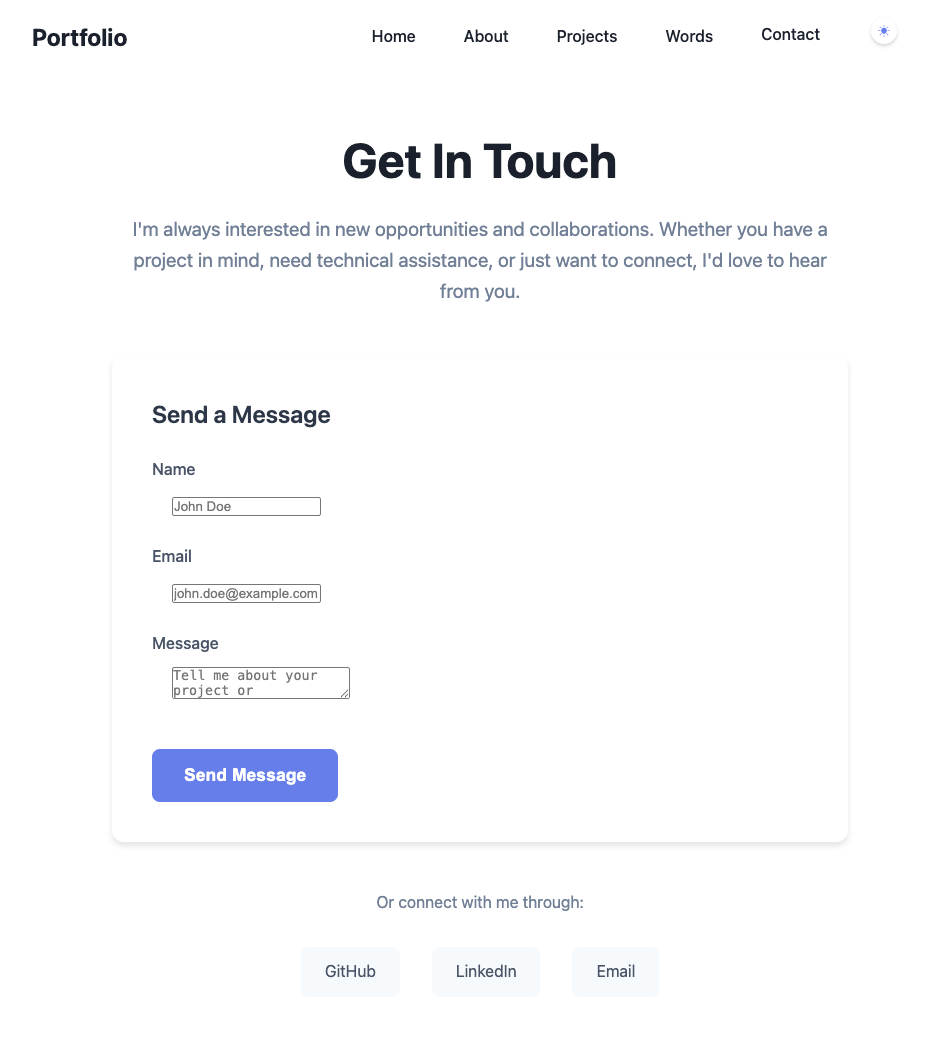 Portfolio
Home
About
Projects
Words
Contact
Get In Touch
I'm always interested in new opportunities and collaborations. Whether you have a
project in mind, need technical assistance, or just want to connect, I'd love to hear
from you.
Send a Message
Name
John Doe
Email
john.doe@example.com
Message
Tell me about your
project or
Send Message
Or connect with me through:
GitHub
LinkedIn
Email